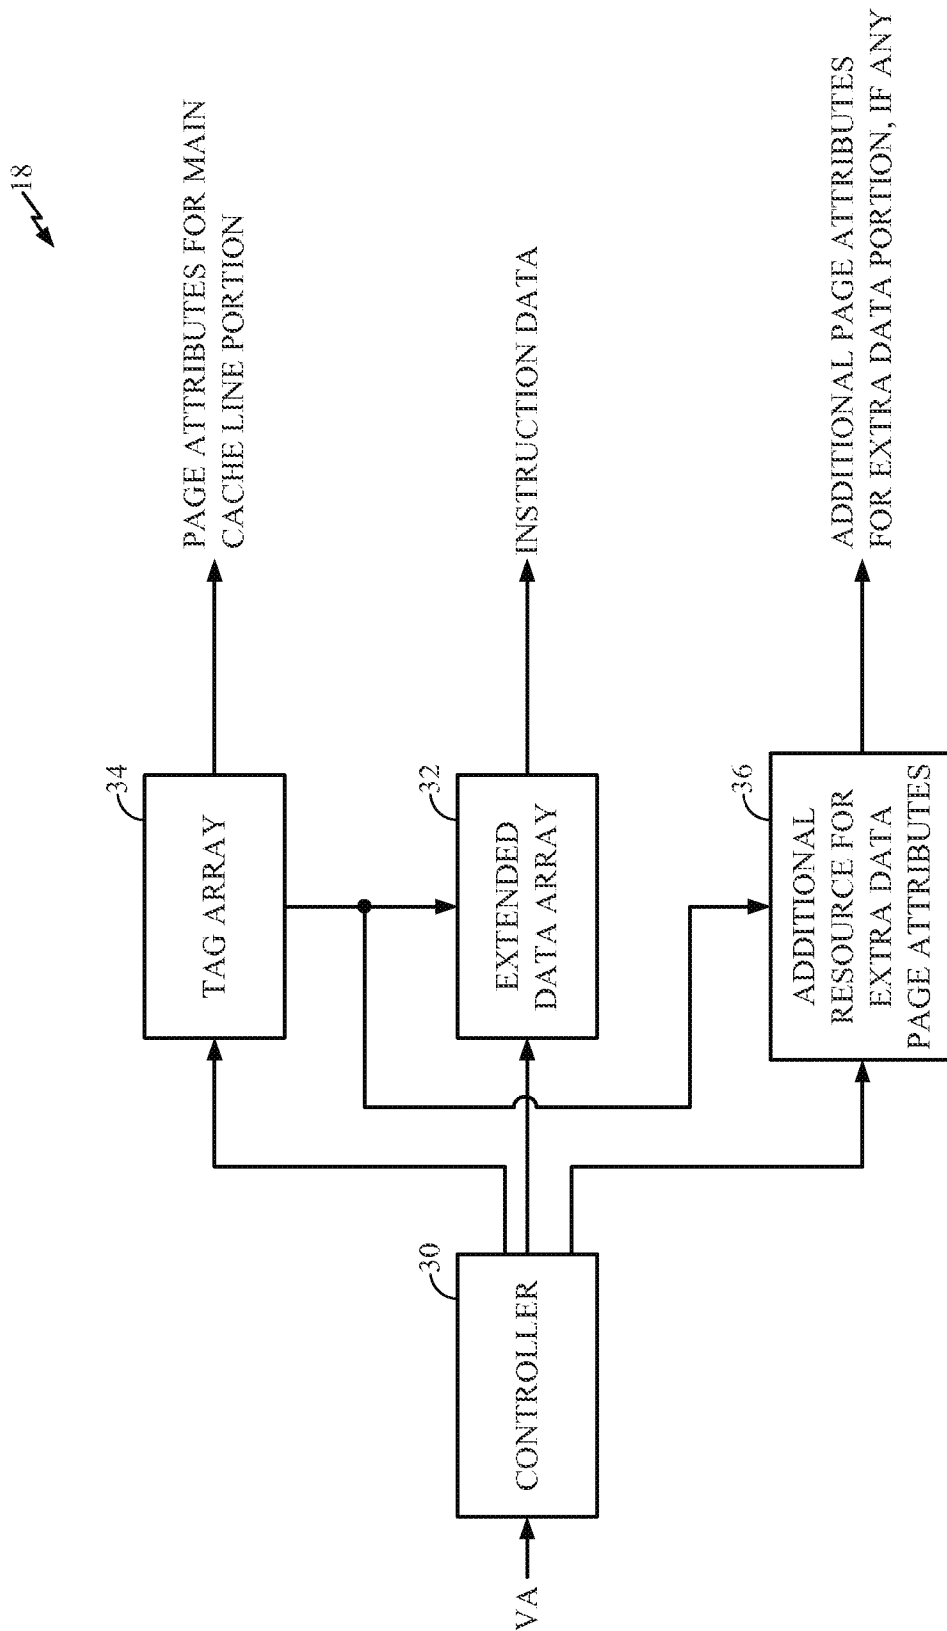 18
PAGE ATTRIBUTES FOR MAIN
CACHE LINE PORTION
34
TAG ARRAY
INSTRUCTION DATA
32
EXTENDED
DATA ARRAY
VA
30
CONTROLLER
ADDITIONAL PAGE ATTRIBUTES
FOR EXTRA DATA PORTION, IF ANY
36
ADDITIONAL
RESOURCE FOR
EXTRA DATA
PAGE ATTRIBUTES